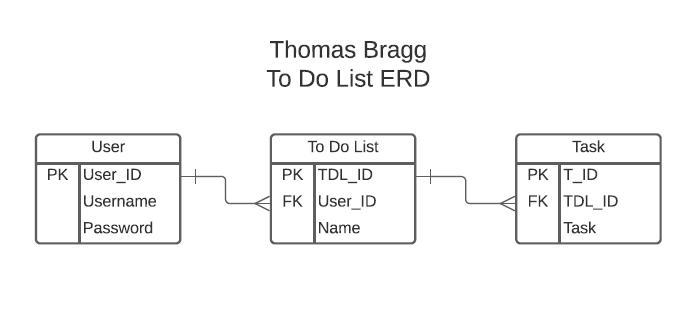 Thomas Bragg
To Do List ERD
User
PK User_ID
Username
Password
To Do List
PK TDL_ID
FK User_ID
Name
Task
PK T_ID
FK TDL_ID
Task